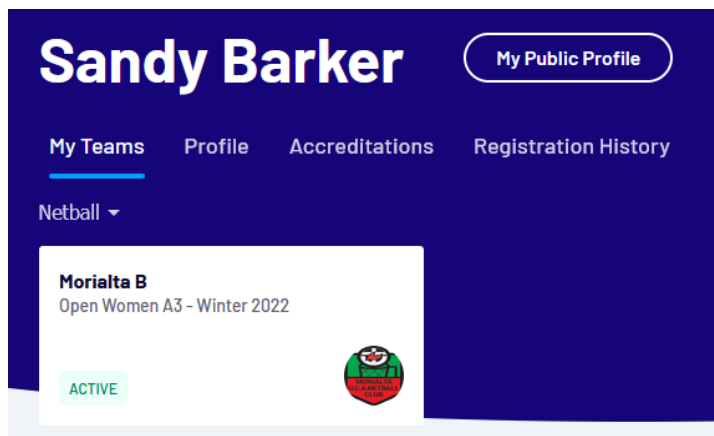 Sandy Barker
My Public Profile
My Teams Profile Accreditations Registration History
Netball
Morialta B
Open Women A3 - Winter 2022
ACTIVE
MORIALTA
U.C.A NETBALL
CLUB